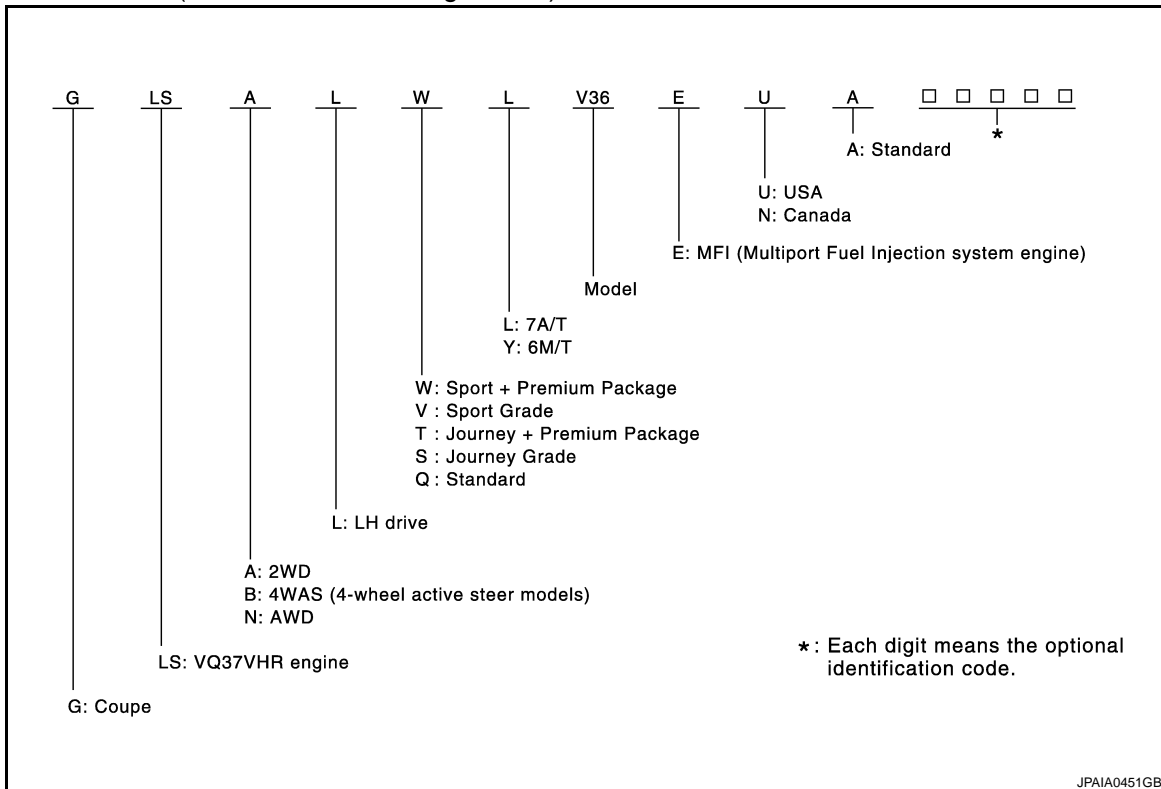 G LS A L W L V36 E U A □ □ □ □ □
*
A: Standard
U: USA
N: Canada
E: MFI (Multiport Fuel Injection system engine)
Model
L: 7A/T
Y: 6M/T
W: Sport + Premium Package
V : Sport Grade
T : Journey + Premium Package
S : Journey Grade
Q : Standard
L: LH drive
A: 2WD
B: 4WAS (4-wheel active steer models)
N: AWD
LS: VQ37VHR engine
G: Coupe
* : Each digit means the optional
identification code.
JPAIA0451GB